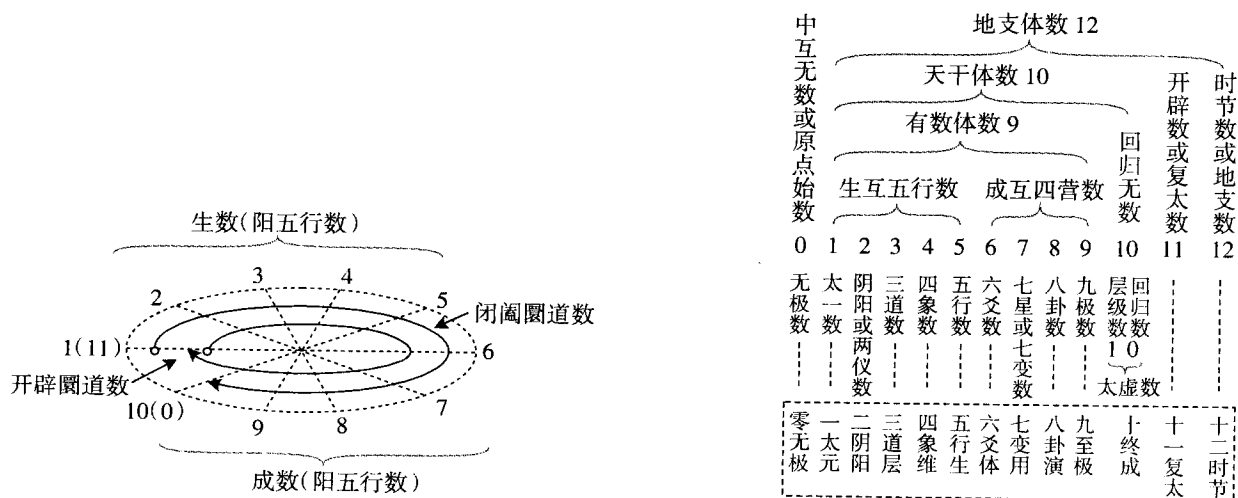 生数(阳五行数)
3
4
2
5
闭阖圜道数
1(11)
6
开辟圜道数
10(0)
7
9
8
成数(阳五行数)
地支体数 12
天干体数 10
有数体数 9
生互五行数
成互四营数
中互无数或原点始数
回归无数
开辟数或复太数
时节数或地支数
0 1 2 3 4 5 6 7 8 9 10 11 12
无极数
太一数
阴阳或两仪数
三道数
四象数
五行数
六爻数
七星或七变数
八卦数
九极数
层级数1
回归数0
太虚数
零无极
一太元
二阴阳
三道层
四象维
五行生
六爻体
七变用
八卦演
九至极
十终成
十一复太
十二时节